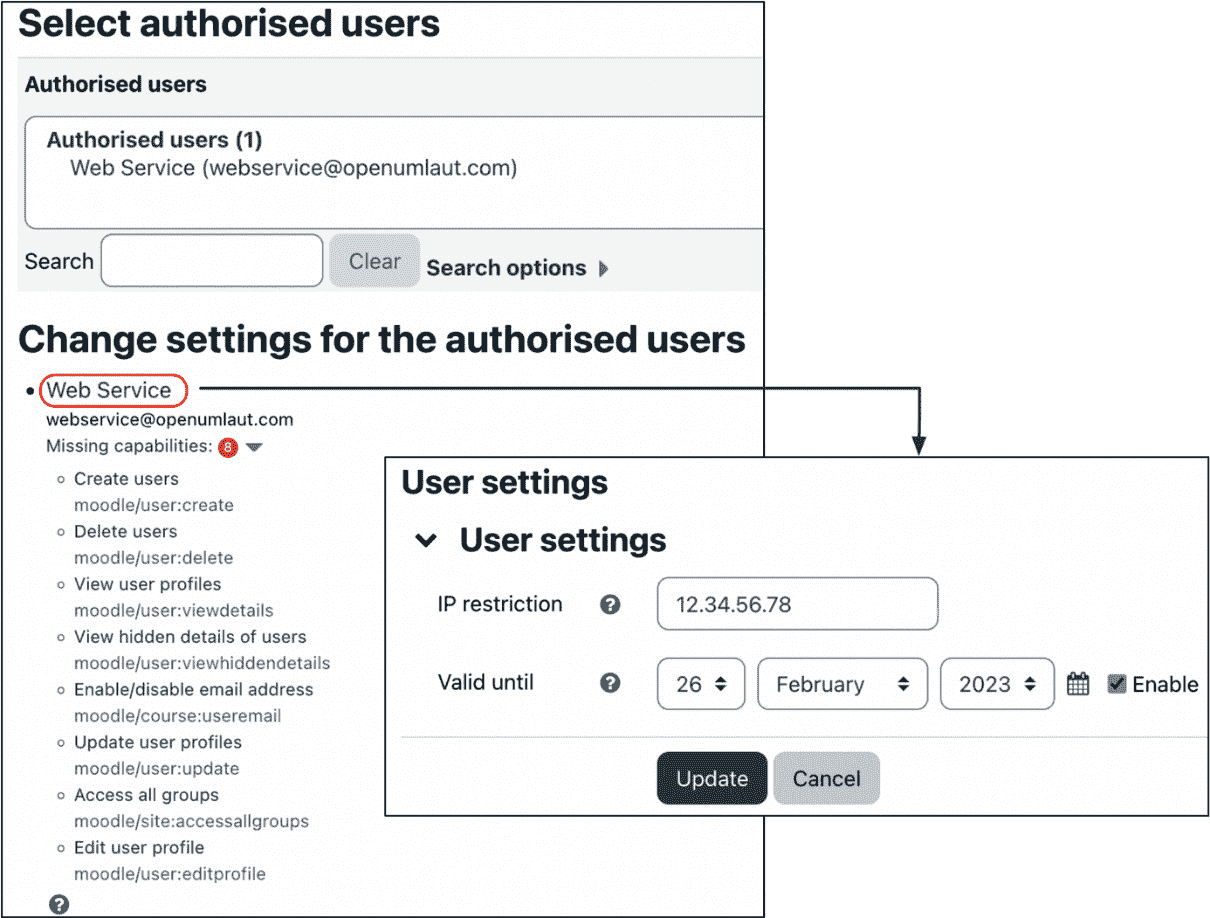 Select authorised users
Authorised users
Authorised users (1)
Web Service (webservice@openumlaut.com)
Search
Clear
Search options
Change settings for the authorised users
Web Service
webservice@openumlaut.com
Missing capabilities: 8
Create users
moodle/user:create
Delete users
moodle/user:delete
View user profiles
moodle/user:viewdetails
View hidden details of users
moodle/user:viewhiddendetails
Enable/disable email address
moodle/course:useremail
Update user profiles
moodle/user:update
Access all groups
moodle/site:accessallgroups
Edit user profile
moodle/user:editprofile
?
User settings
User settings
IP restriction ? 12.34.56.78
Valid until ? 26 February 2023 Enable
Update Cancel